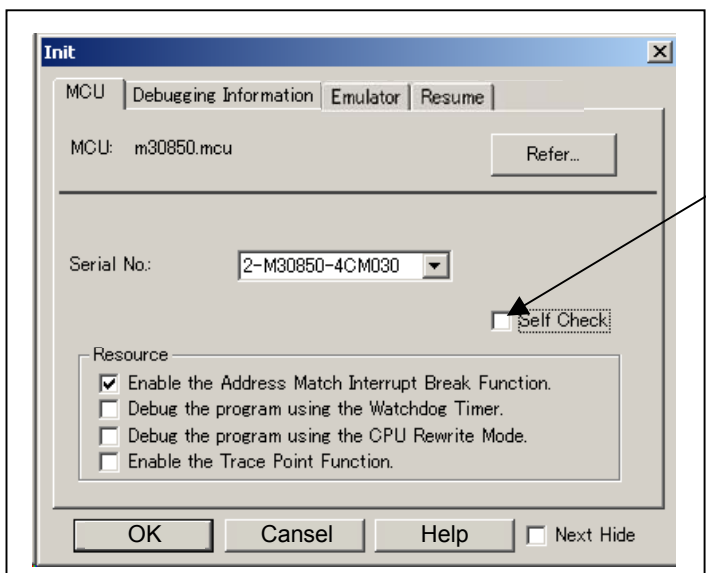 Init
MCU Debugging Information Emulator Resume
MCU: m30850.mcu Refer...
Serial No.: 2-M30850-4CM030
Self Check
Resource
Enable the Address Match Interrupt Break Function.
Debug the program using the Watchdog Timer.
Debug the program using the CPU Rewrite Mode.
Enable the Trace Point Function.
OK Cansel Help Next Hide